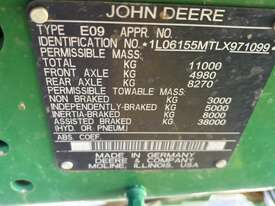 JOHN DEERE
TYPE E09 APPR. NO.
IDENTIFICATION NO. *1L06155MTLX971099*
PERMISSIBLE MASS:
TOTAL KG 11000
FRONT AXLE KG 4980
REAR AXLE KG 8270
PERMISSIBLE TOWABLE MASS
NON BRAKED KG 3000
INDEPENDENTLY-BRAKED KG 5000
INERTIA-BRAKED KG 8000
ASSISTED BRAKED KG 38000
(HYD. OR PNEU.)
ABS. COEF.
MADE IN GERMANY
DEERE & COMPANY
MOLINE, ILLINOIS, USA